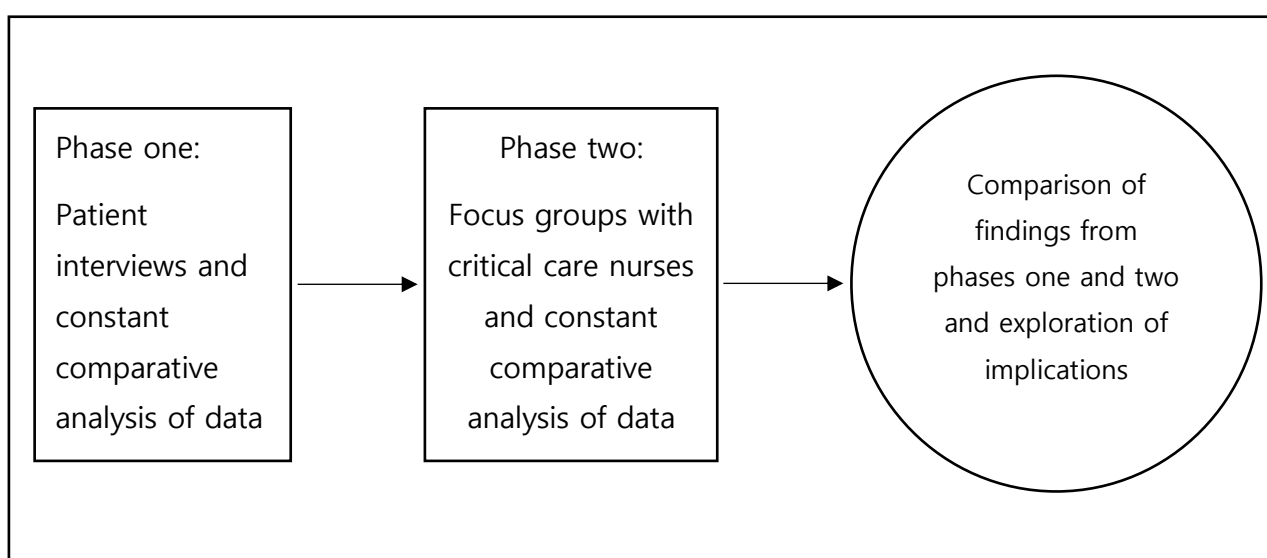 Phase one:
Patient
interviews and
constant
comparative
analysis of data
Phase two:
Focus groups with
critical care nurses
and constant
comparative
analysis of data
Comparison of
findings from
phases one and two
and exploration of
implications